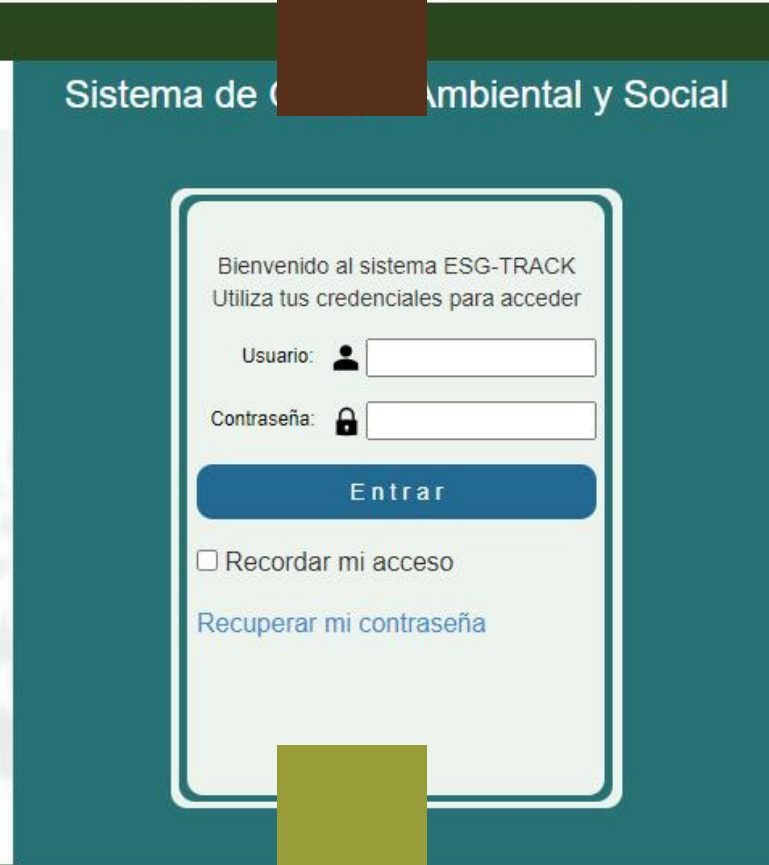 Sistema de Ambiental y Social
Bienvenido al sistema ESG-TRACK
Utiliza tus credenciales para acceder
Usuario:
Contraseña:
Entrar
Recordar mi acceso
Recuperar mi contraseña